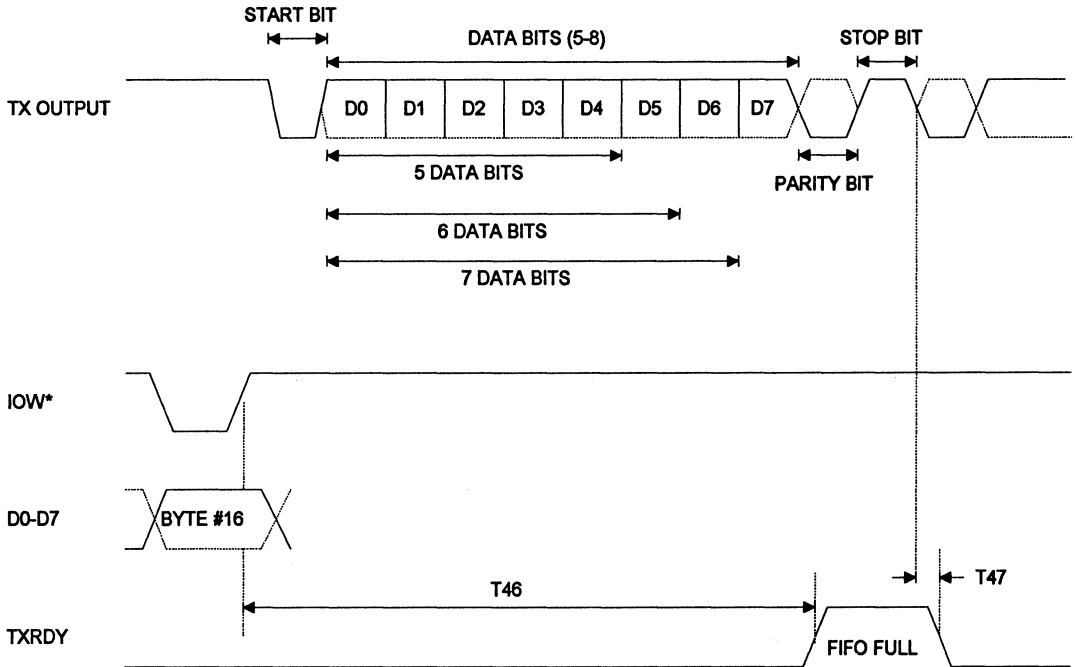 START BIT
DATA BITS (5-8)
STOP BIT
TX OUTPUT
D0 D1 D2 D3 D4 D5 D6 D7
5 DATA BITS
PARITY BIT
6 DATA BITS
7 DATA BITS
IOW*
D0-D7
BYTE #16
T46
T47
TXRDY
FIFO FULL